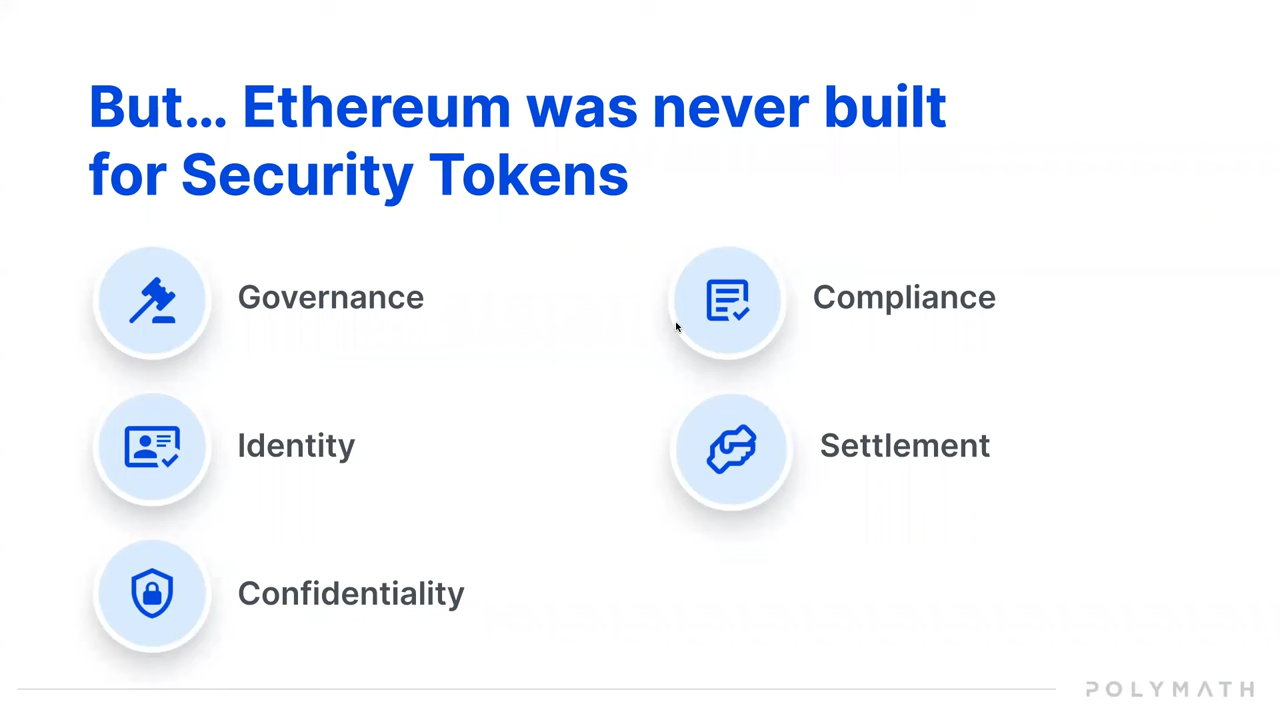 But... Ethereum was never built
for Security Tokens
Governance
Compliance
Identity
Settlement
Confidentiality
POLYMATH